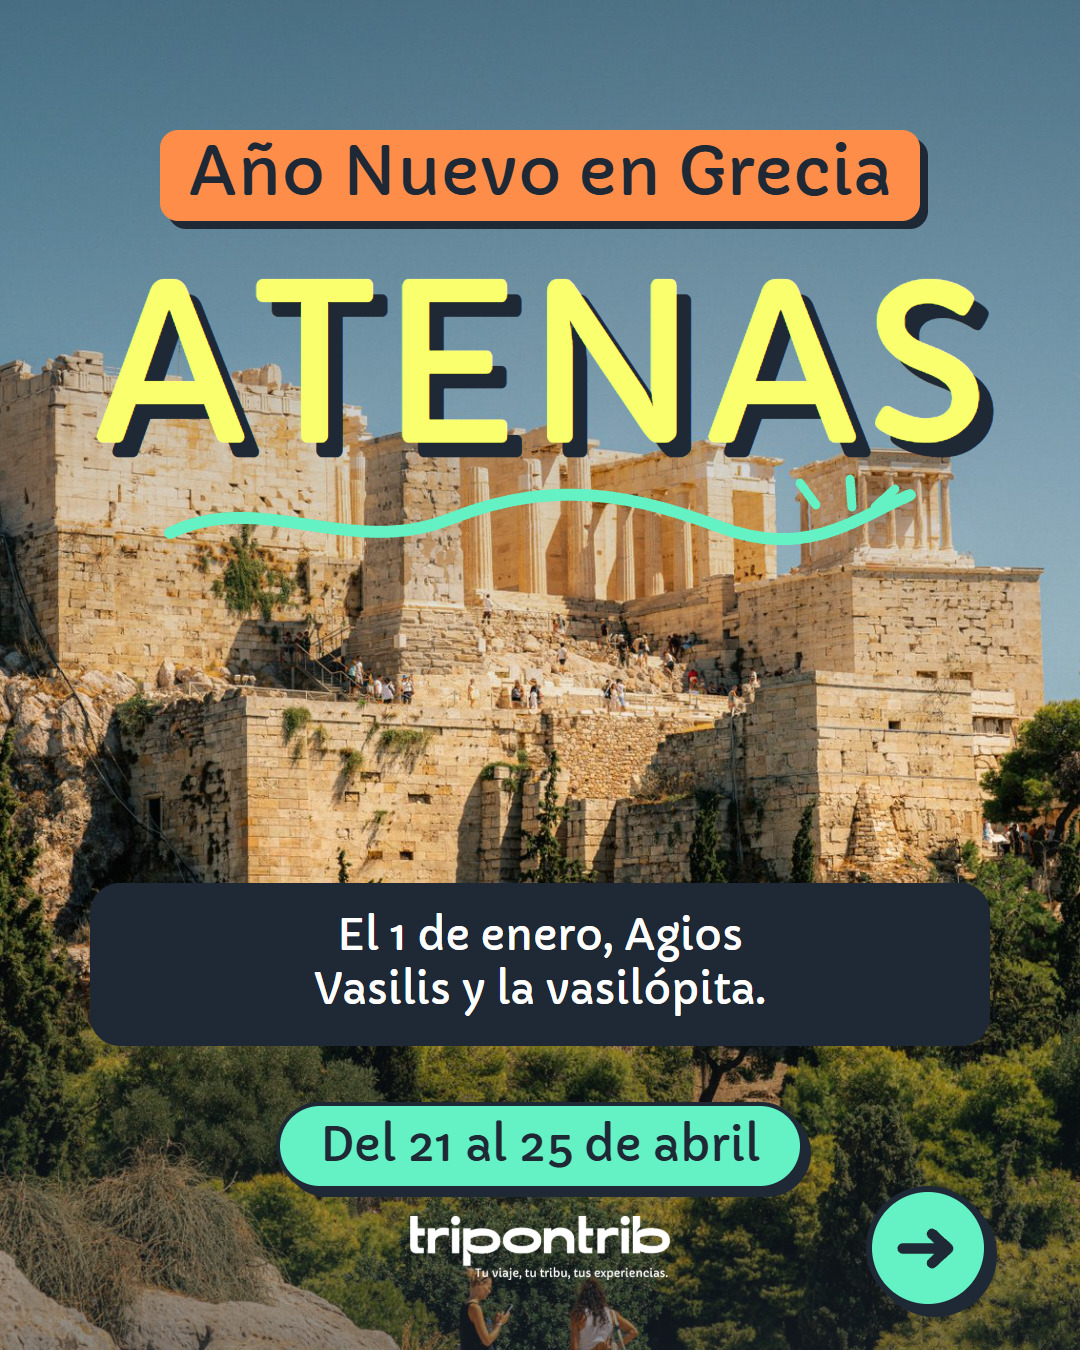 Año Nuevo en Grecia
ATENAS
El 1 de enero, Agios
Vasilis y la vasilópita.
Del 21 al 25 de abril
tripontrib
Tu viaje, tu tribu, tus experiencias.